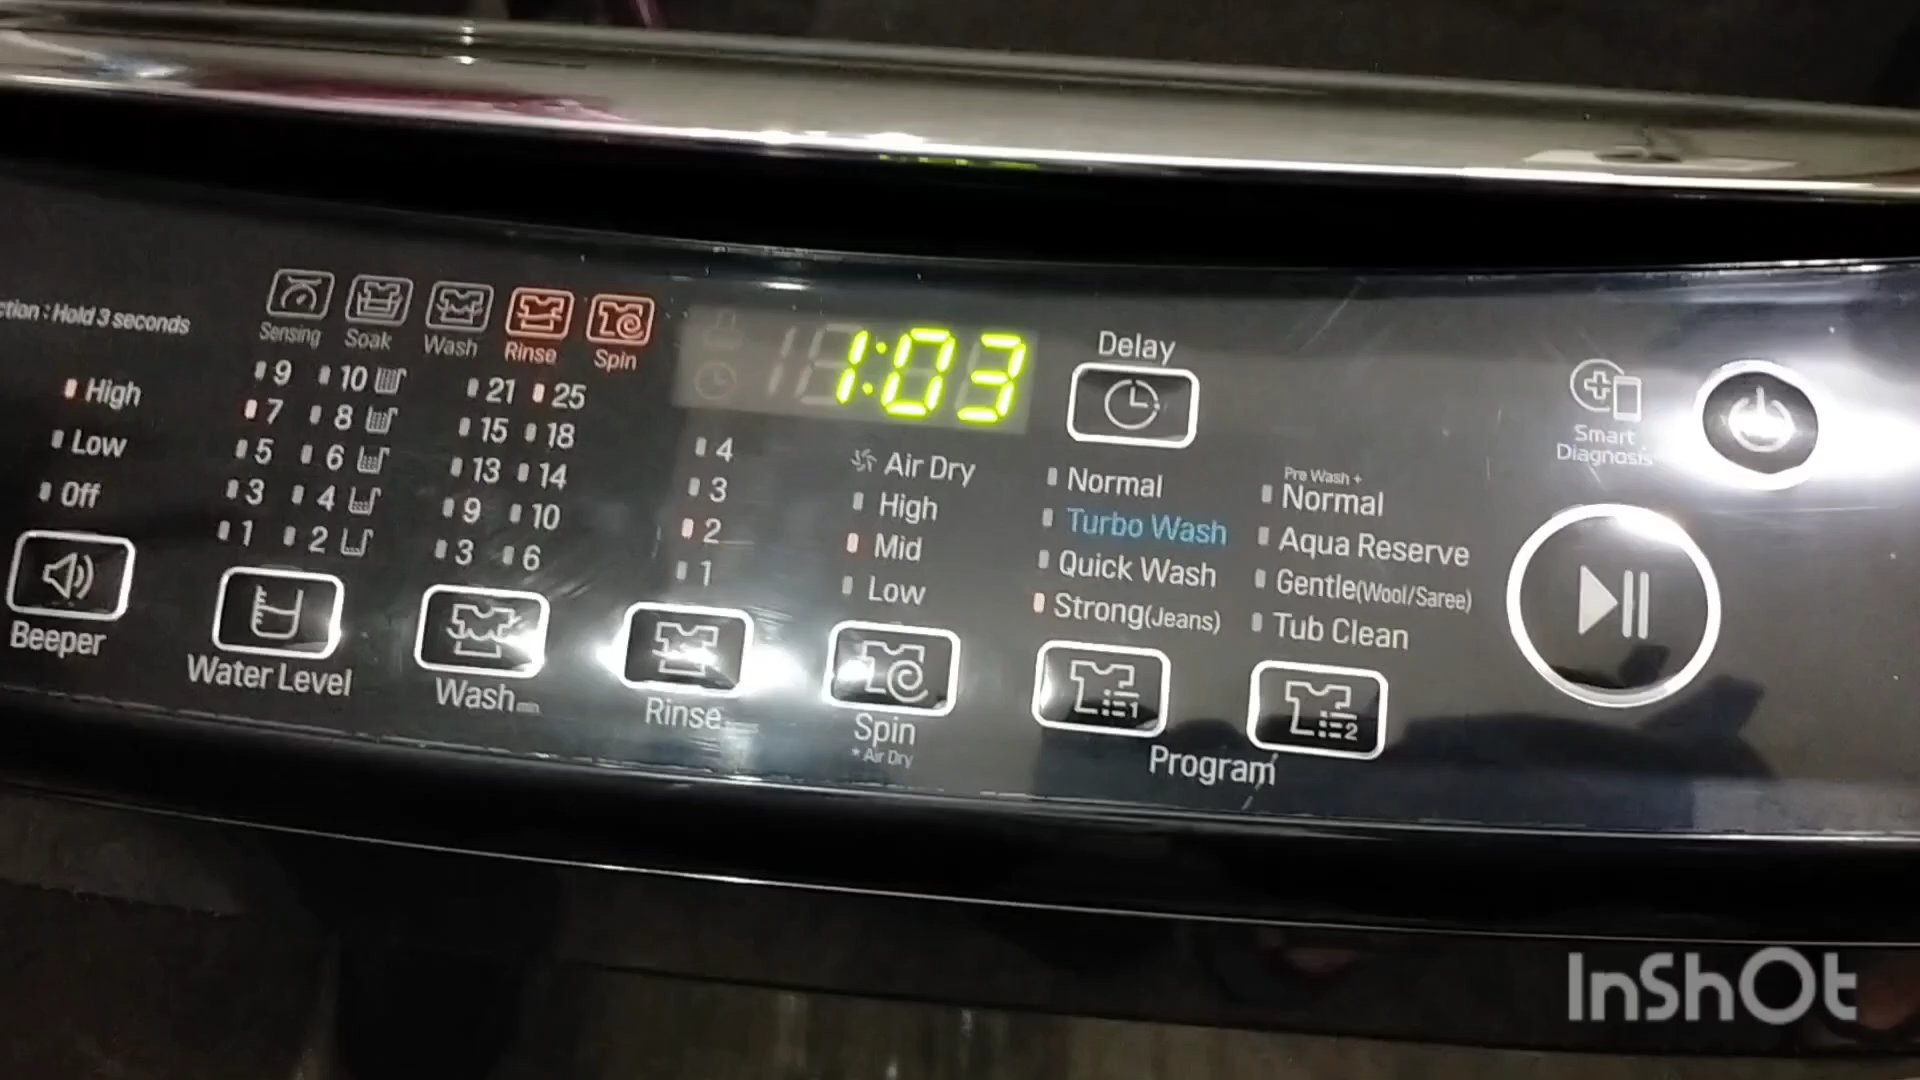 ction : Hold 3 seconds
Sensing Soak Wash Rinse Spin
1:03
Delay
High
Low
Off
9 10
7 8
5 6
3 4
1 2
21 25
15 18
13 14
9 10
3 6
4
3
2
1
Air Dry
High
Mid
Low
Normal
Turbo Wash
Quick Wash
Strong(Jeans)
Pre Wash +
Normal
Aqua Reserve
Gentle(Wool/Saree)
Tub Clean
Smart
Diagnosis
Beeper
Water Level
Wash min
Rinse
Spin
* Air Dry
1
2
Program
InShOt